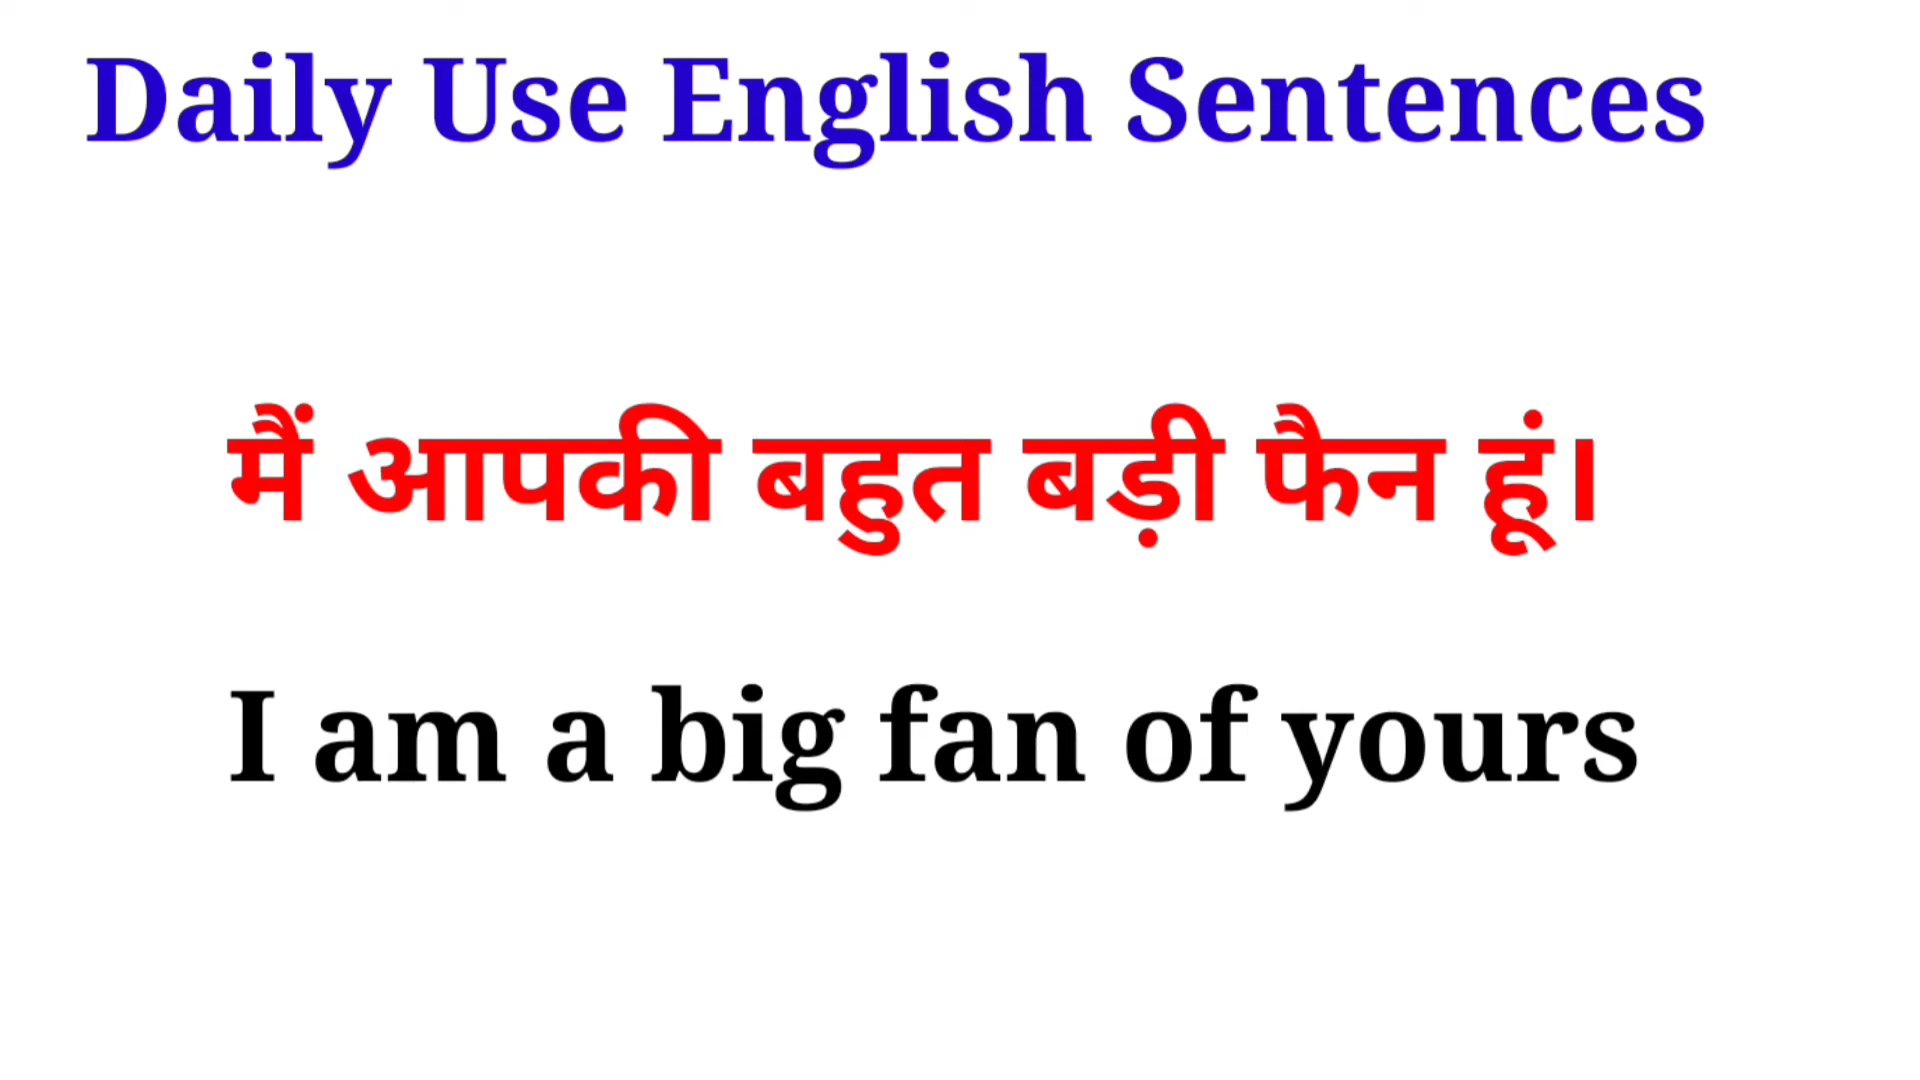 Daily Use English Sentences
मैं आपकी बहुत बड़ी फैन हूं।
I am a big fan of yours